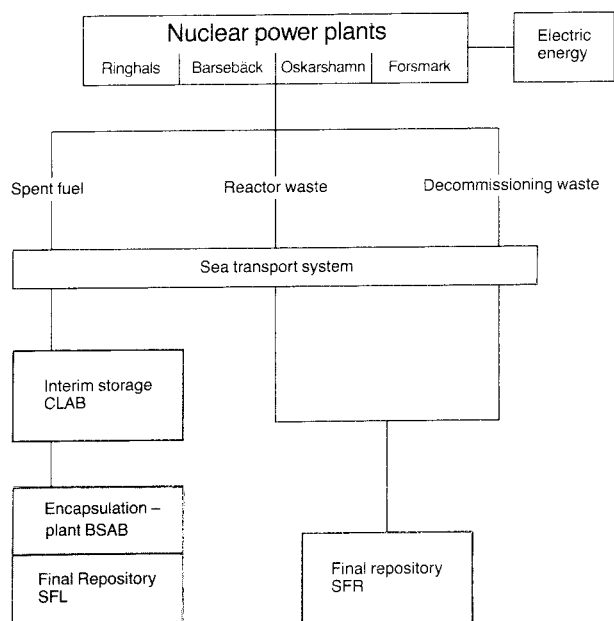 Nuclear power plants
Ringhals Barsebäck Oskarshamn Forsmark
Electric
energy
Spent fuel Reactor waste Decommissioning waste
Sea transport system
Interim storage
CLAB
Encapsulation –
plant BSAB
Final Repository
SFL
Final repository
SFR